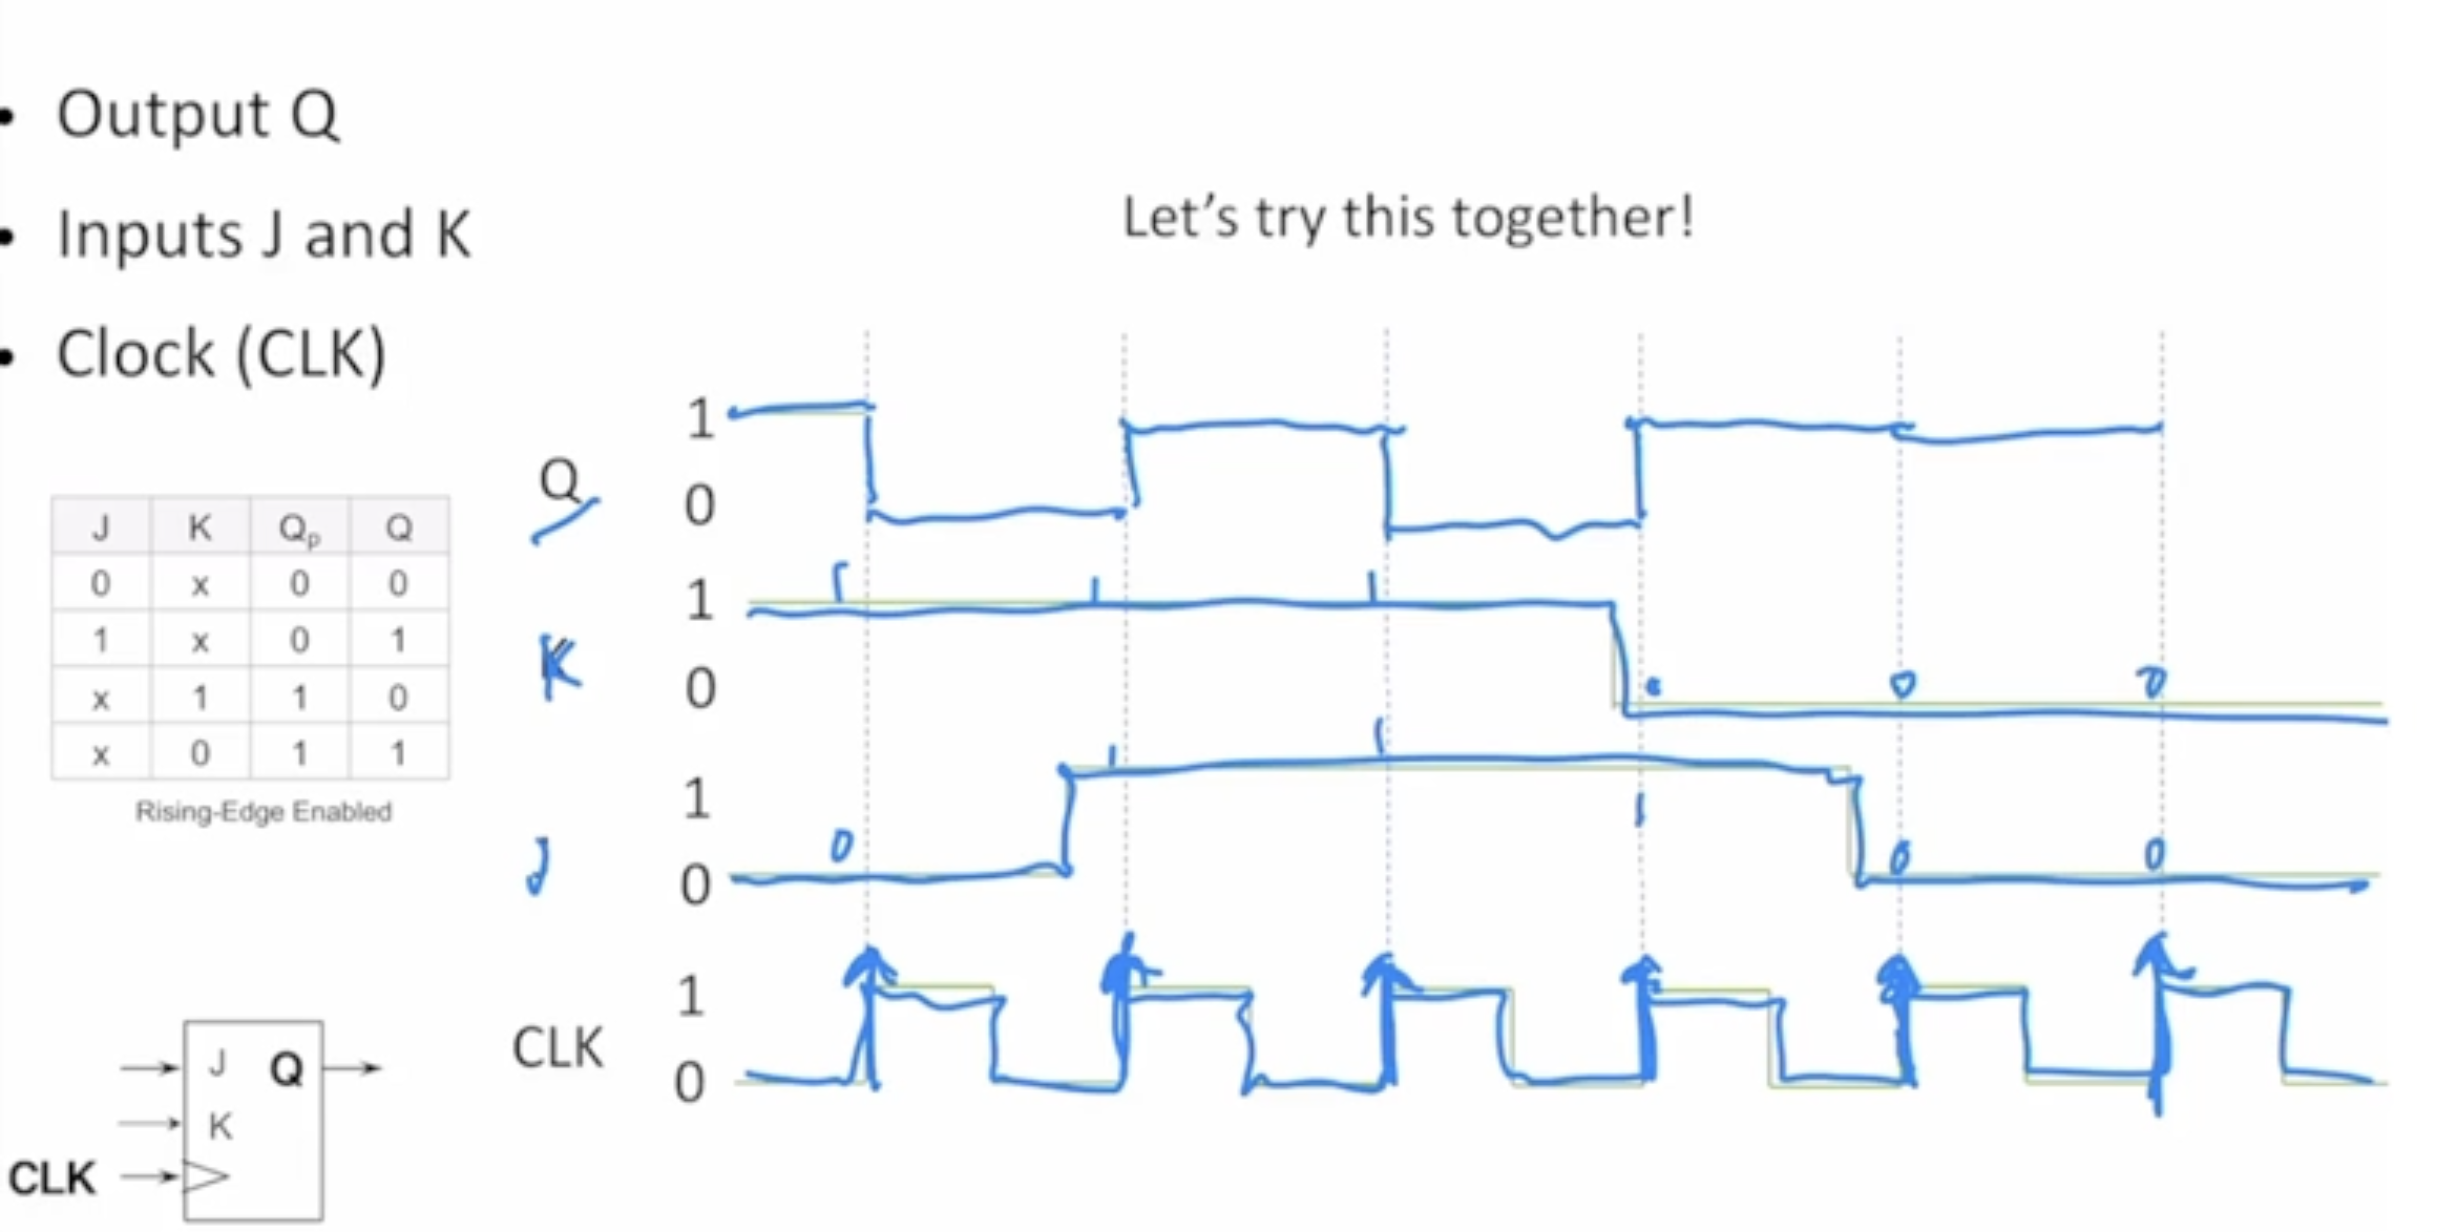 • Output Q
• Inputs J and K
Let's try this together!
• Clock (CLK)
1
Q
0
J K Qp Q
0 x 0 0
1 x 0 1
x 1 1 0
x 0 1 1
Rising-Edge Enabled
1 1 1
1
K
0 0 0 0
1 1
1
1
0 0 0
J
0
1
CLK
0
J Q
K
CLK